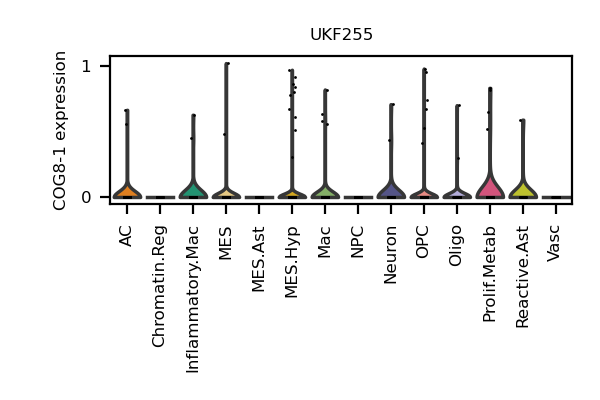 UKF255
COG8-1 expression
1
0
AC
Chromatin.Reg
Inflammatory.Mac
MES
MES.Ast
MES.Hyp
Mac
NPC
Neuron
OPC
Oligo
Prolif.Metab
Reactive.Ast
Vasc